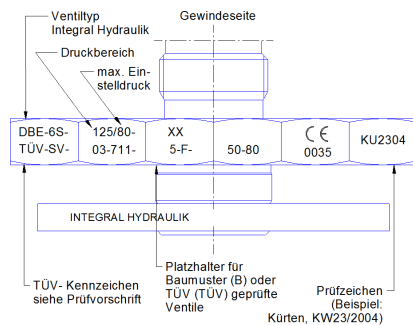 Ventiltyp
Integral Hydraulik
Gewindeseite
Druckbereich
max. Ein-
stelldruck
DBE-6S- 125/80- XX CE KU2304
TÜV-SV- 03-711- 5-F- 50-80 0035
INTEGRAL HYDRAULIK
TÜV- Kennzeichen
siehe Prüfvorschrift
Platzhalter für
Baumuster (B) oder
TÜV (TÜV) geprüfte
Ventile
Prüfzeichen
(Beispiel:
Kürten, KW23/2004)